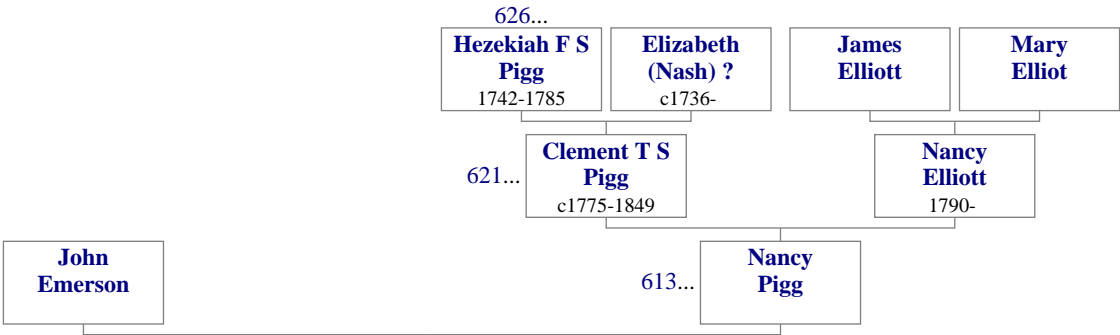 626...
Hezekiah F S
Pigg
1742-1785
Elizabeth
(Nash) ?
c1736-
James
Elliott
Mary
Elliot
621...
Clement T S
Pigg
c1775-1849
Nancy
Elliott
1790-
John
Emerson
613...
Nancy
Pigg